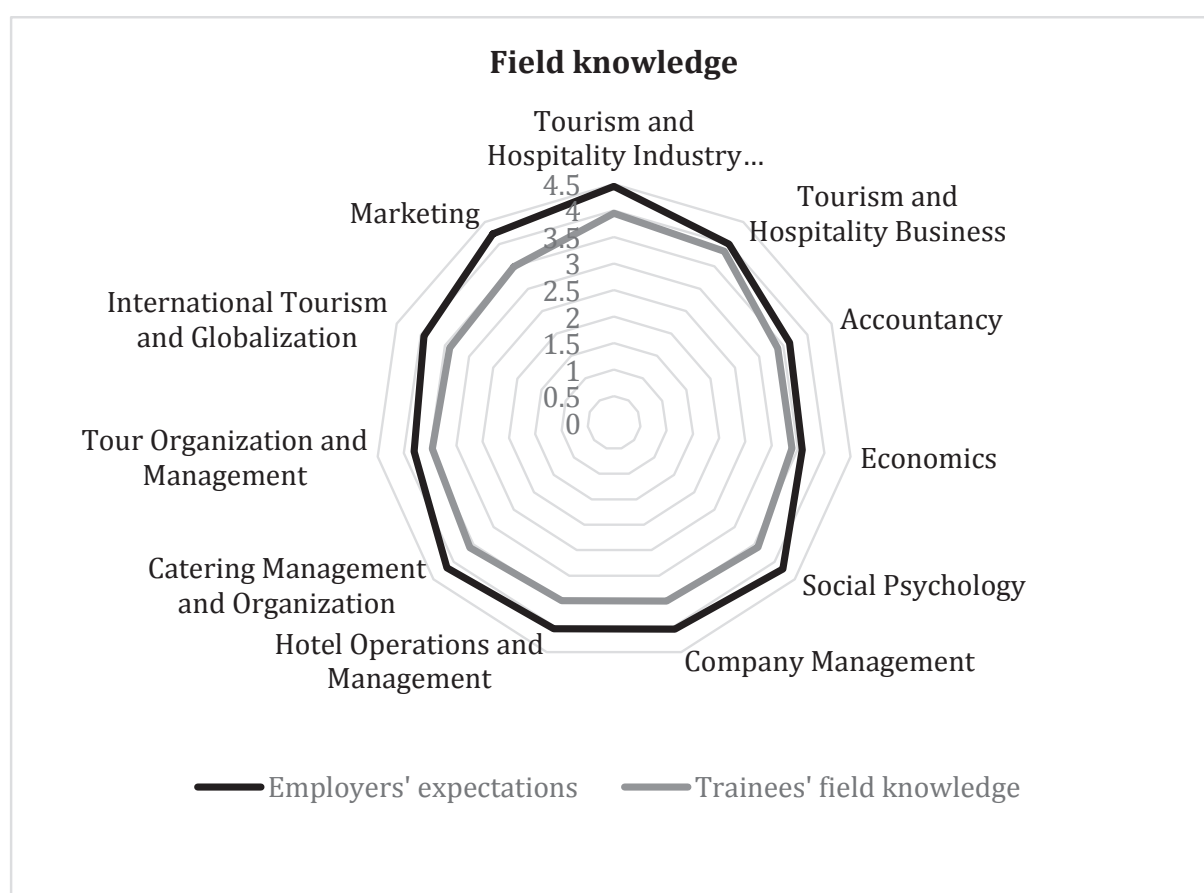 Field knowledge
Tourism and
Hospitality Industry…
Tourism and
Hospitality Business
Accountancy
Economics
Social Psychology
Company Management
Hotel Operations and
Management
Catering Management
and Organization
Tour Organization and
Management
International Tourism
and Globalization
Marketing
4.5
4
3.5
3
2.5
2
1.5
1
0.5
0
Employers' expectations
Trainees' field knowledge